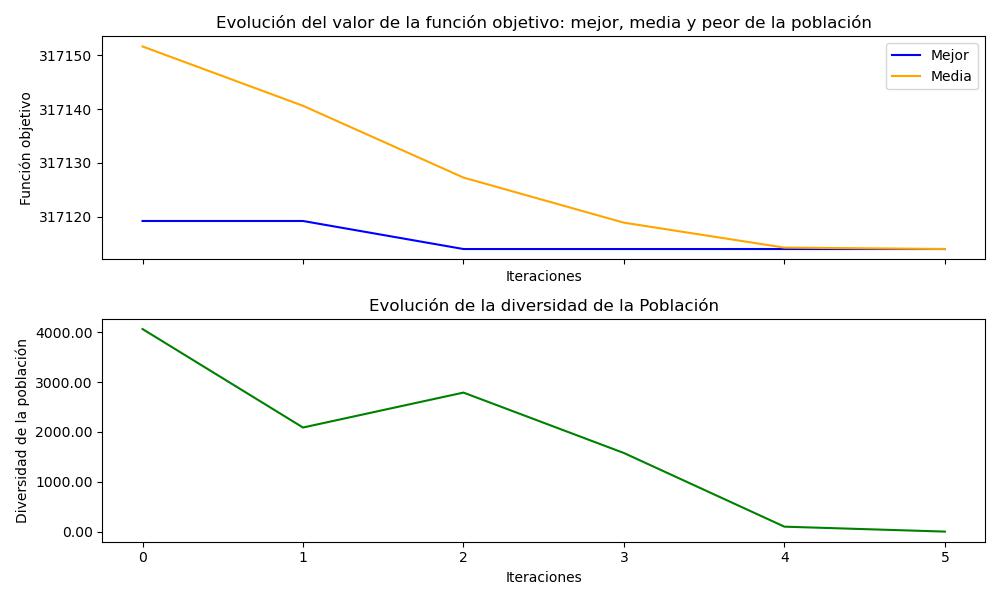 Evolución del valor de la función objetivo: mejor, media y peor de la población
317150
317140
317130
317120
Función objetivo
Mejor
Media
Iteraciones
Evolución de la diversidad de la Población
4000.00
3000.00
2000.00
1000.00
0.00
Diversidad de la población
0 1 2 3 4 5
Iteraciones